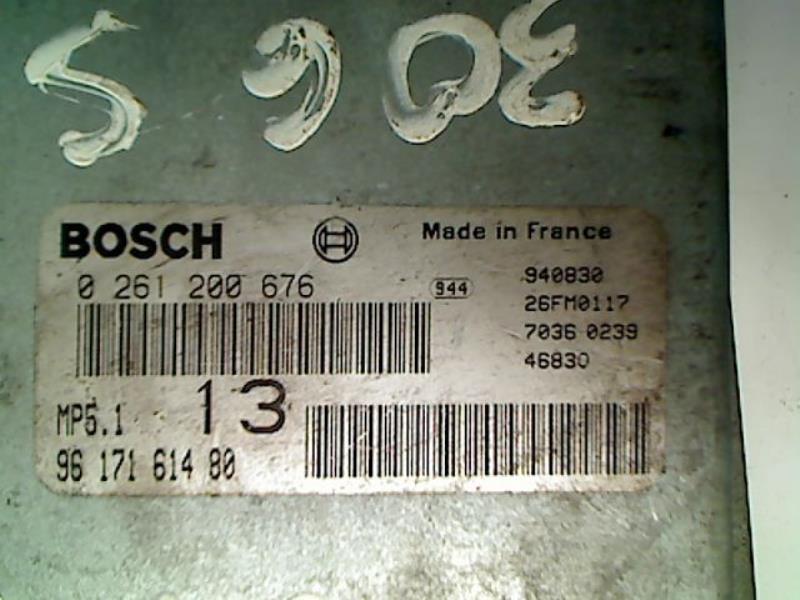 306 S
BOSCH Made in France
0 261 200 676 944 940830
26FM0117
7036 0239
46830
MP5.1 13
96 171 614 80